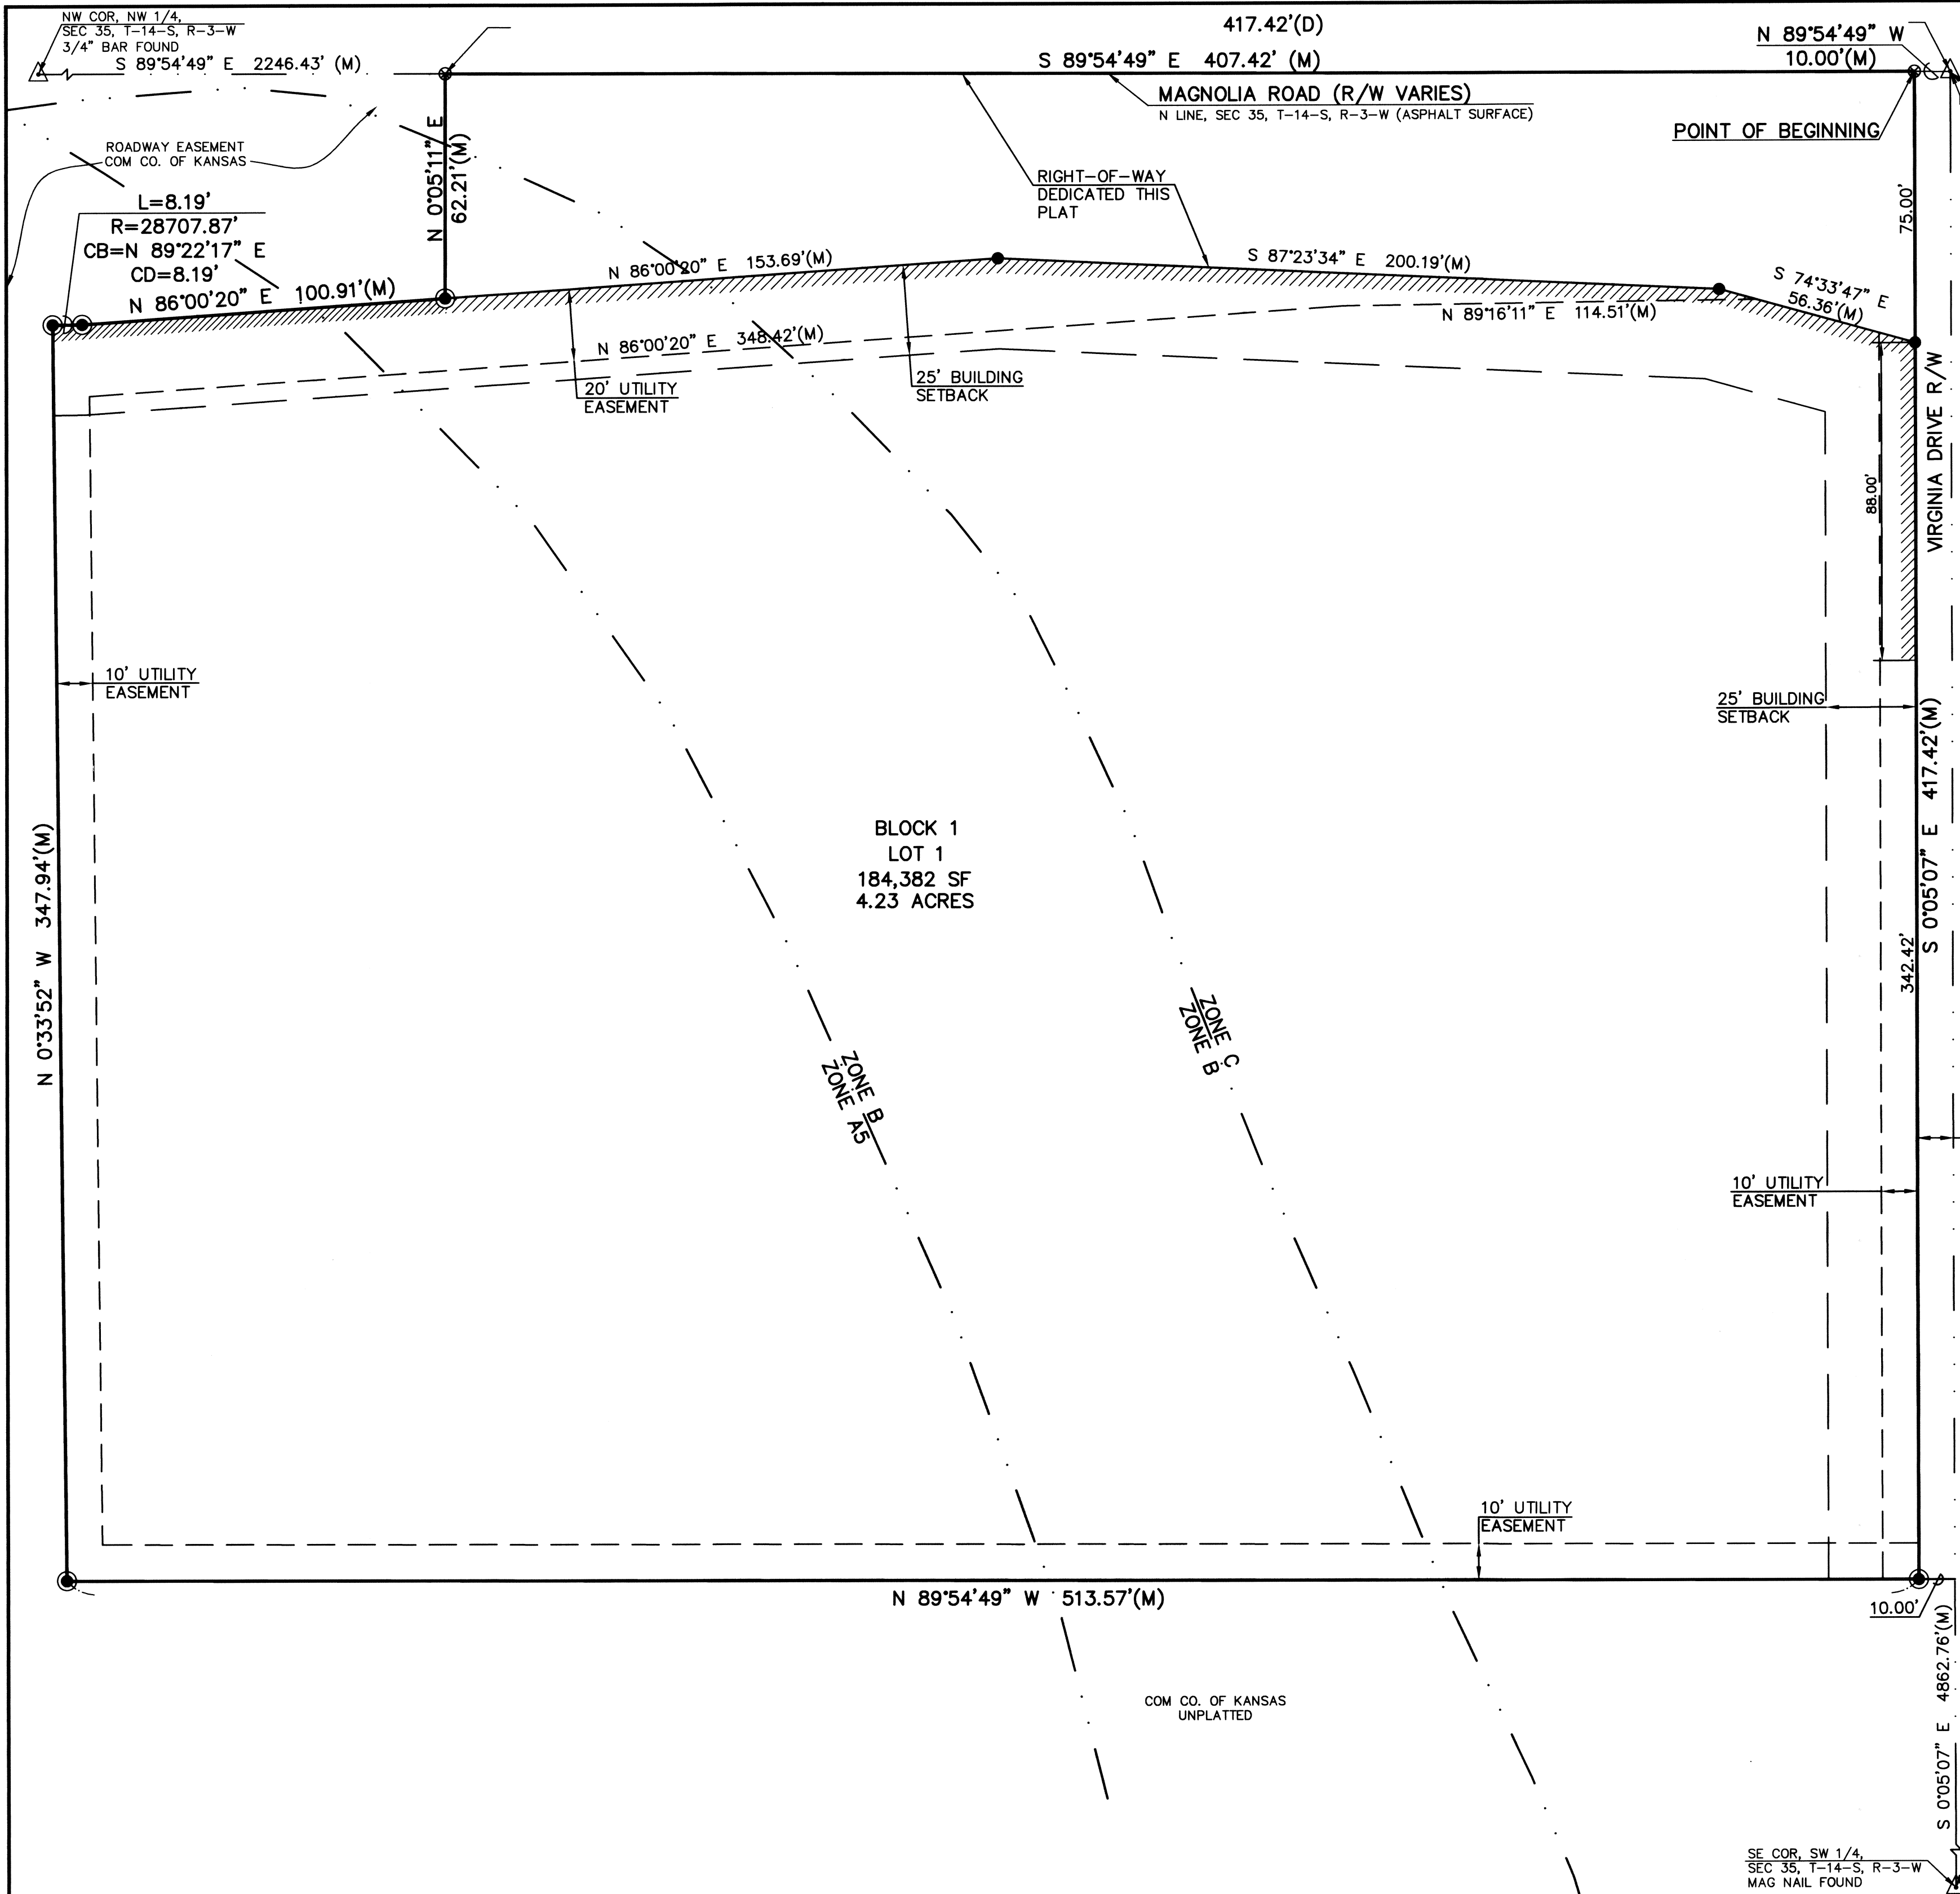 NW COR, NW 1/4,
SEC 35, T-14-S, R-3-W
3/4" BAR FOUND
S 89°54'49" E 2246.43' (M)
417.42'(D)
S 89°54'49" E 407.42' (M)
N 89°54'49" W
10.00'(M)
MAGNOLIA ROAD (R/W VARIES)
N LINE, SEC 35, T-14-S, R-3-W (ASPHALT SURFACE)
POINT OF BEGINNING
ROADWAY EASEMENT
COM CO. OF KANSAS
N 0°05'11" E
62.21'(M)
RIGHT-OF-WAY
DEDICATED THIS
PLAT
75.00'
L=8.19'
R=28707.87'
CB=N 89°22'17" E
CD=8.19'
N 86°00'20" E 100.91'(M)
N 86°00'20" E 153.69'(M)
S 87°23'34" E 200.19'(M)
S 74°33'47" E
56.36'(M)
N 89°16'11" E 114.51'(M)
N 86°00'20" E 348.42'(M)
20' UTILITY
EASEMENT
25' BUILDING
SETBACK
88.00'
VIRGINIA DRIVE R/W
10' UTILITY
EASEMENT
25' BUILDING
SETBACK
S 0°05'07" E 417.42'(M)
BLOCK 1
LOT 1
184,382 SF
4.23 ACRES
N 0°33'52" W 347.94'(M)
342.42'
ZONE C
ZONE B
ZONE B
ZONE A5
10' UTILITY
EASEMENT
10' UTILITY
EASEMENT
N 89°54'49" W 513.57'(M)
10.00'
S 0°05'07" E 4862.76'(M)
COM CO. OF KANSAS
UNPLATTED
SE COR, SW 1/4,
SEC 35, T-14-S, R-3-W
MAG NAIL FOUND